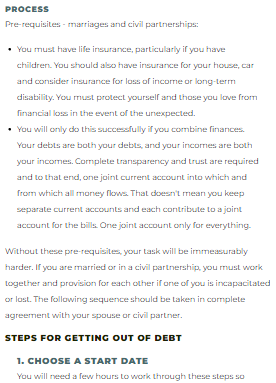 PROCESS
Pre-requisites - marriages and civil partnerships:
• You must have life insurance, particularly if you have
children. You should also have insurance for your house, car
and consider insurance for loss of income or long-term
disability. You must protect yourself and those you love from
financial loss in the event of the unexpected.
• You will only do this successfully if you combine finances.
Your debts are both your debts, and your incomes are both
your incomes. Complete transparency and trust are required
and to that end, one joint current account into which and
from which all money flows. That doesn't mean you keep
separate current accounts and each contribute to a joint
account for the bills. One joint account only for everything.
Without these pre-requisites, your task will be immeasurably
harder. If you are married or in a civil partnership, you must work
together and provision for each other if one of you is incapacitated
or lost. The following sequence should be taken in complete
agreement with your spouse or civil partner.
STEPS FOR GETTING OUT OF DEBT
1. CHOOSE A START DATE
You will need a few hours to work through these steps so